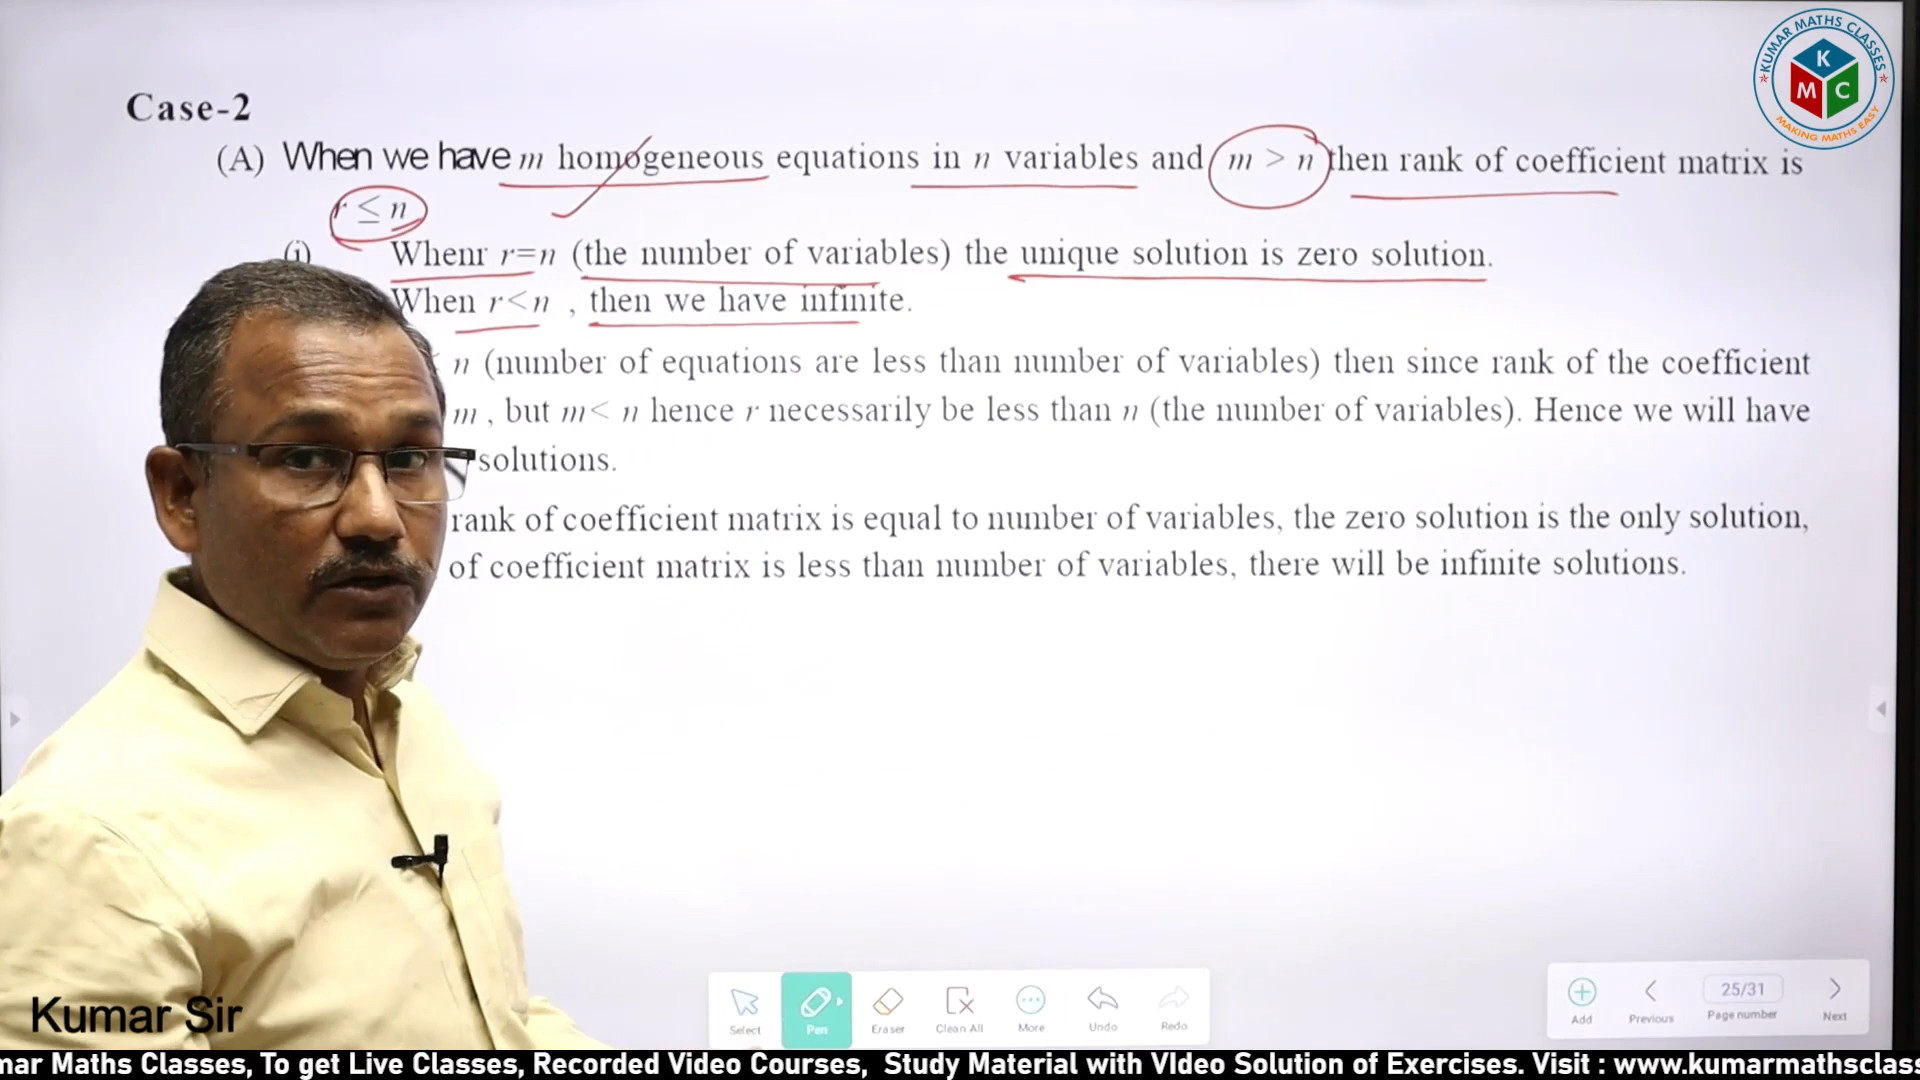 KUMAR MATHS CLASSES
K
M C
MAKING MATHS EASY
Case-2
(A) When we have m homogeneous equations in n variables and m > n then rank of coefficient matrix is
r ≤ n
(i) Whenr r=n (the number of variables) the unique solution is zero solution.
When r<n , then we have infinite.
n (number of equations are less than number of variables) then since rank of the coefficient
m , but m< n hence r necessarily be less than n (the number of variables). Hence we will have
solutions.
rank of coefficient matrix is equal to number of variables, the zero solution is the only solution,
of coefficient matrix is less than number of variables, there will be infinite solutions.
Select Pen Eraser Clean All More Undo Redo
25/31
Add Previous Page number Next
Kumar Sir
mar Maths Classes, To get Live Classes, Recorded Video Courses, Study Material with VIdeo Solution of Exercises. Visit : www.kumarmathsclass